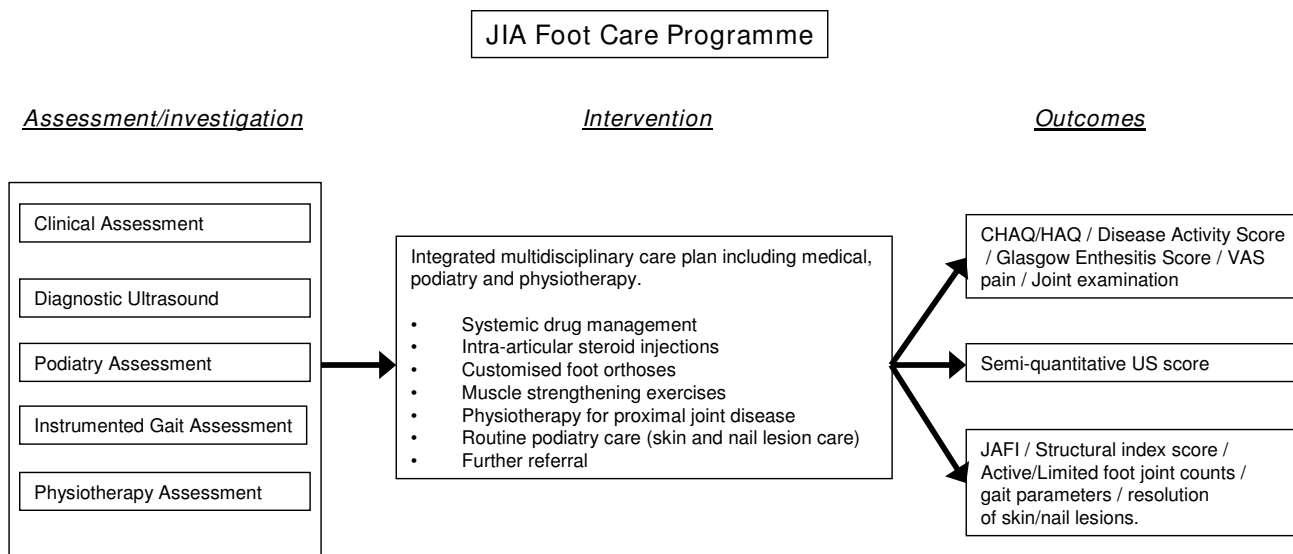 JIA Foot Care Programme
Assessment/investigation
Intervention
Outcomes
Clinical Assessment
Diagnostic Ultrasound
Podiatry Assessment
Instrumented Gait Assessment
Physiotherapy Assessment
Integrated multidisciplinary care plan including medical,
podiatry and physiotherapy.
• Systemic drug management
• Intra-articular steroid injections
• Customised foot orthoses
• Muscle strengthening exercises
• Physiotherapy for proximal joint disease
• Routine podiatry care (skin and nail lesion care)
• Further referral
CHAQ/HAQ / Disease Activity Score
/ Glasgow Enthesitis Score / VAS
pain / Joint examination
Semi-quantitative US score
JAFI / Structural index score /
Active/Limited foot joint counts /
gait parameters / resolution
of skin/nail lesions.